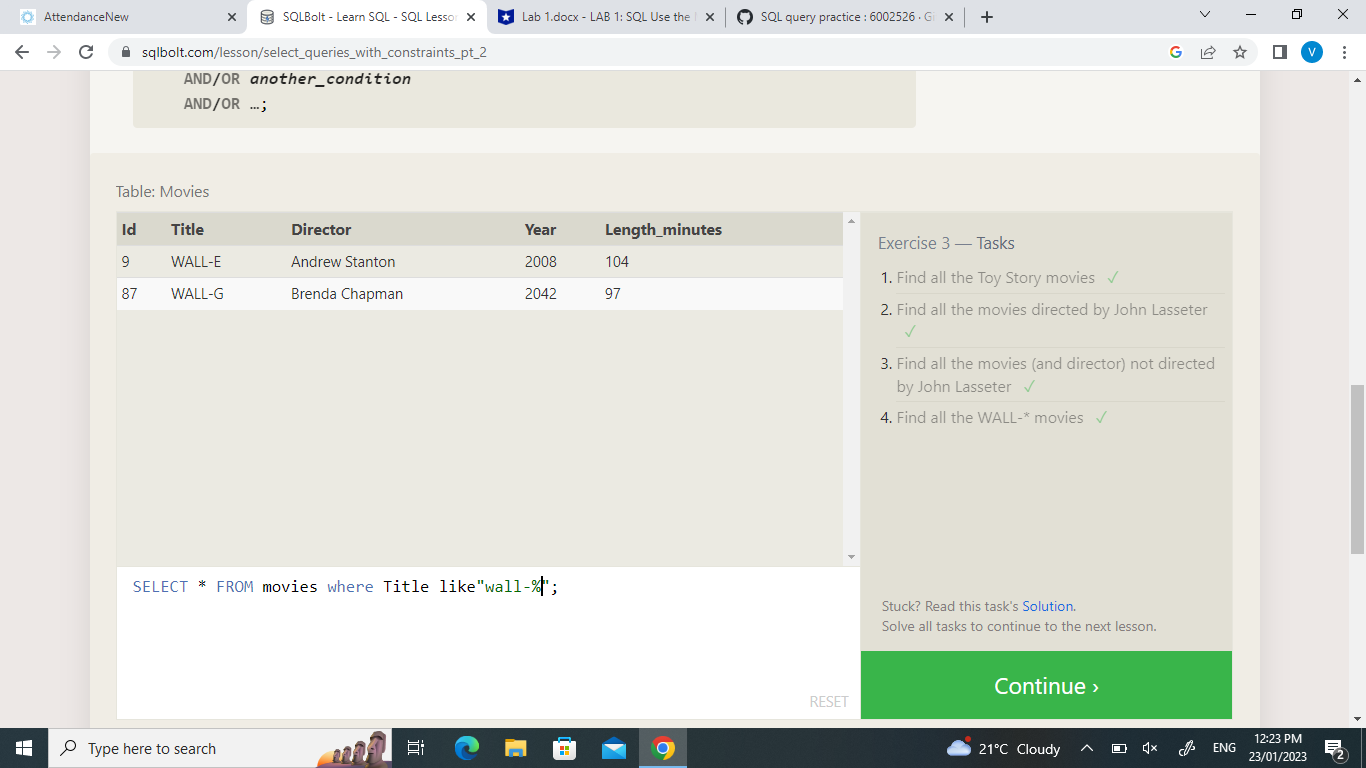 AttendanceNew
SQLBolt - Learn SQL - SQL Lesson
Lab 1.docx - LAB 1: SQL Use the
SQL query practice : 6002526 · Gi
sqlbolt.com/lesson/select_queries_with_constraints_pt_2
V
AND/OR another_condition
AND/OR …;
Table: Movies
Id Title Director Year Length_minutes
9 WALL-E Andrew Stanton 2008 104
87 WALL-G Brenda Chapman 2042 97
Exercise 3 — Tasks
1. Find all the Toy Story movies ✓
2. Find all the movies directed by John Lasseter
✓
3. Find all the movies (and director) not directed
by John Lasseter ✓
4. Find all the WALL-* movies ✓
SELECT * FROM movies where Title like"wall-%";
RESET
Stuck? Read this task's Solution.
Solve all tasks to continue to the next lesson.
Continue ›
Type here to search
21°C Cloudy
ENG
12:23 PM
23/01/2023
2